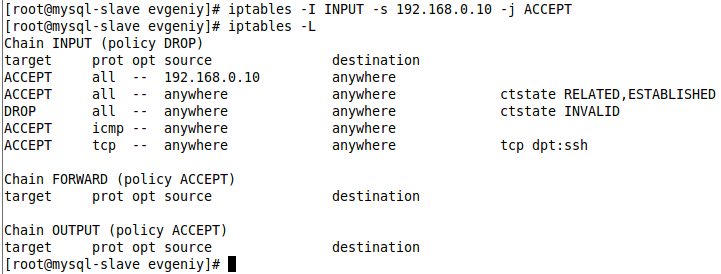 [root@mysql-slave evgeniy]# iptables -I INPUT -s 192.168.0.10 -j ACCEPT
[root@mysql-slave evgeniy]# iptables -L
Chain INPUT (policy DROP)
target     prot opt source               destination
ACCEPT     all  --  192.168.0.10         anywhere
ACCEPT     all  --  anywhere             anywhere             ctstate RELATED,ESTABLISHED
DROP       all  --  anywhere             anywhere             ctstate INVALID
ACCEPT     icmp --  anywhere             anywhere
ACCEPT     tcp  --  anywhere             anywhere             tcp dpt:ssh

Chain FORWARD (policy ACCEPT)
target     prot opt source               destination

Chain OUTPUT (policy ACCEPT)
target     prot opt source               destination
[root@mysql-slave evgeniy]#